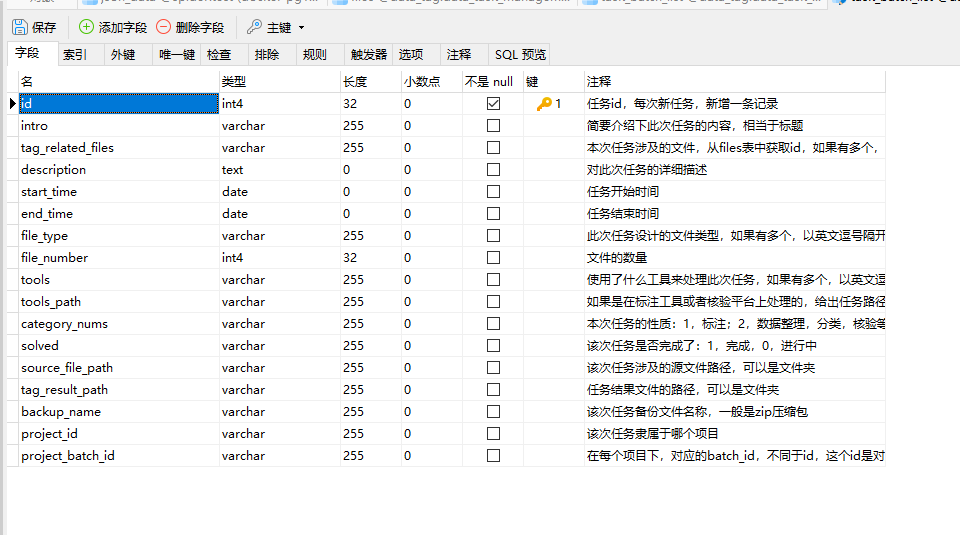 保存 添加字段 删除字段 主键
字段 索引 外键 唯一键 检查 排除 规则 触发器 选项 注释 SQL 预览
名 类型 长度 小数点 不是 null 键 注释
id int4 32 0 1 任务id，每次新任务，新增一条记录
intro varchar 255 0 简要介绍下此次任务的内容，相当于标题
tag_related_files varchar 255 0 本次任务涉及的文件，从files表中获取id，如果有多个，
description text 0 0 对此次任务的详细描述
start_time date 0 0 任务开始时间
end_time date 0 0 任务结束时间
file_type varchar 255 0 此次任务设计的文件类型，如果有多个，以英文逗号隔开
file_number int4 32 0 文件的数量
tools varchar 255 0 使用了什么工具来处理此次任务，如果有多个，以英文逗
tools_path varchar 255 0 如果是在标注工具或者核验平台上处理的，给出任务路径
category_nums varchar 255 0 本次任务的性质：1，标注；2，数据整理，分类，核验等
solved varchar 255 0 该次任务是否完成了：1，完成，0，进行中
source_file_path varchar 255 0 该次任务涉及的源文件路径，可以是文件夹
tag_result_path varchar 255 0 任务结果文件的路径，可以是文件夹
backup_name varchar 255 0 该次任务备份文件名称，一般是zip压缩包
project_id varchar 255 0 该次任务隶属于哪个项目
project_batch_id varchar 255 0 在每个项目下，对应的batch_id，不同于id，这个id是对